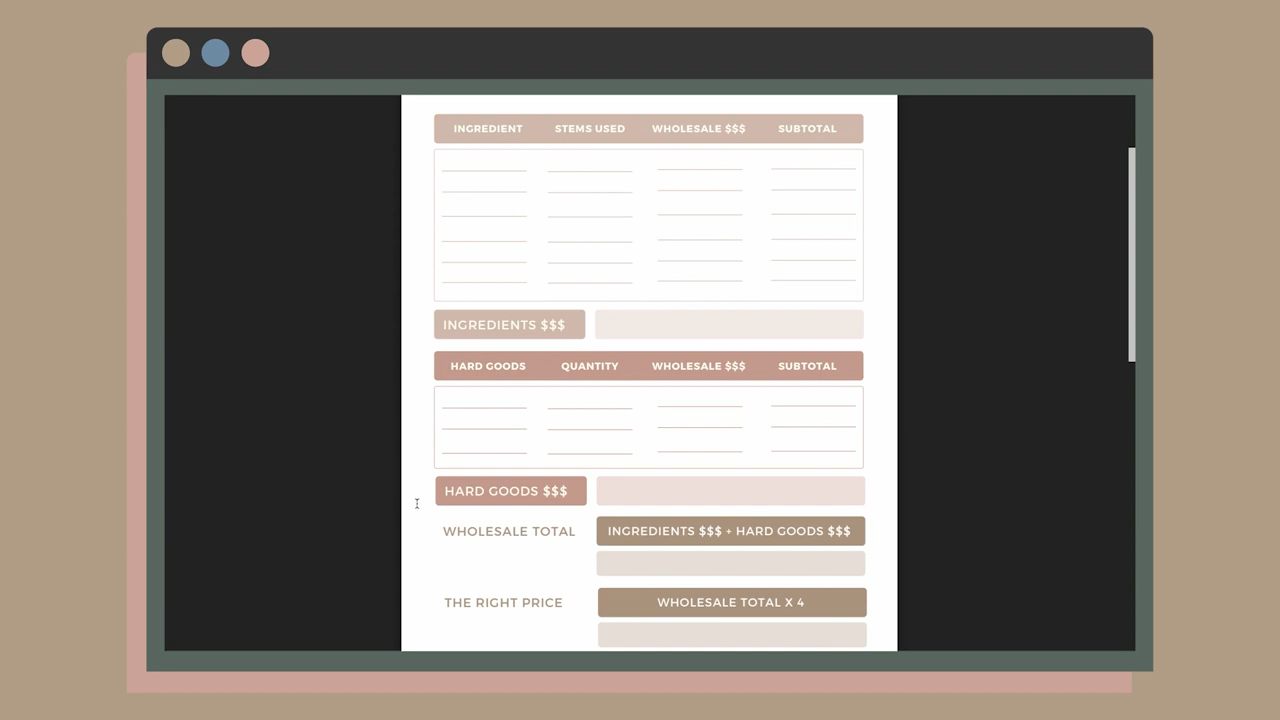 INGREDIENT STEMS USED WHOLESALE $$$ SUBTOTAL
INGREDIENTS $$$
HARD GOODS QUANTITY WHOLESALE $$$ SUBTOTAL
HARD GOODS $$$
WHOLESALE TOTAL INGREDIENTS $$$ + HARD GOODS $$$
THE RIGHT PRICE WHOLESALE TOTAL X 4